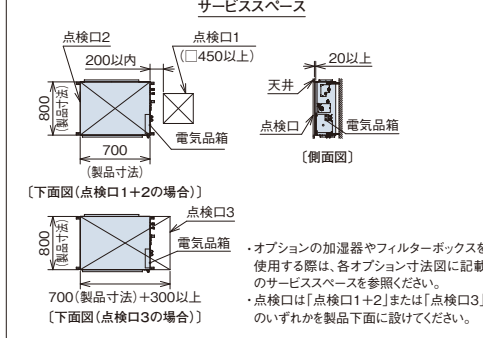 サービススペース
点検口2
200以内
点検口1
(□450以上)
800
(製品寸法)
電気品箱
700
(製品寸法)
〔下面図(点検口1+2の場合)〕
20以上
天井
点検口
電気品箱
〔側面図〕
点検口3
800
(製品寸法)
電気品箱
700(製品寸法)+300以上
〔下面図(点検口3の場合)〕
・オプションの加湿器やフィルターボックスを
使用する際は、各オプション寸法図に記載
のサービススペースを参照ください。
・点検口は「点検口1+2」または「点検口3」
のいずれかを製品下面に設けてください。